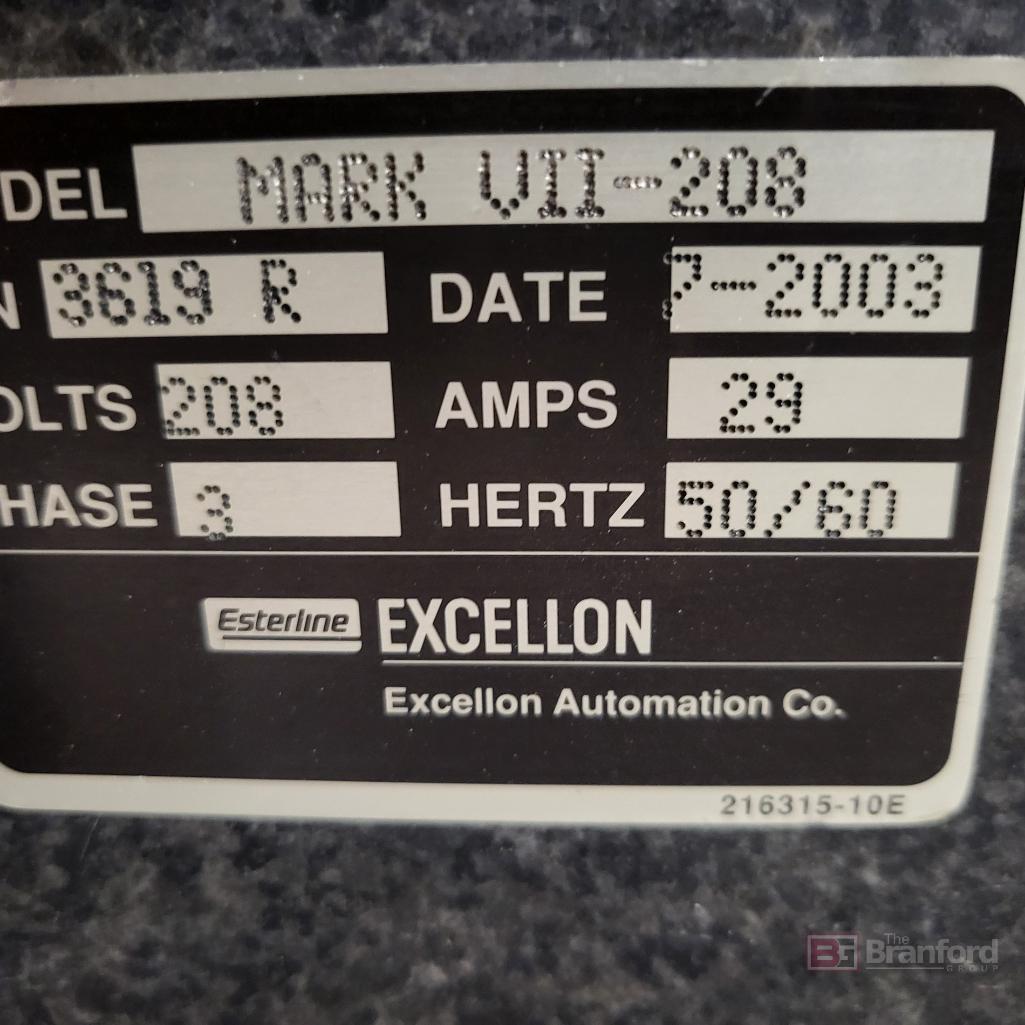 DEL MARK VII-208
N 3619 R DATE 7-2003
OLTS 208 AMPS 29
HASE 3 HERTZ 50/60
Esterline EXCELLON
Excellon Automation Co.
216315-10E
BG The Branford GROUP